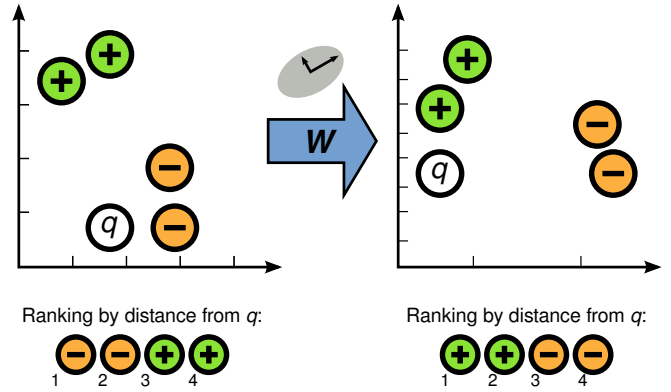 + +
+ +
W
− −
q − q −
Ranking by distance from q: Ranking by distance from q:
− − + + + + − −
1 2 3 4 1 2 3 4